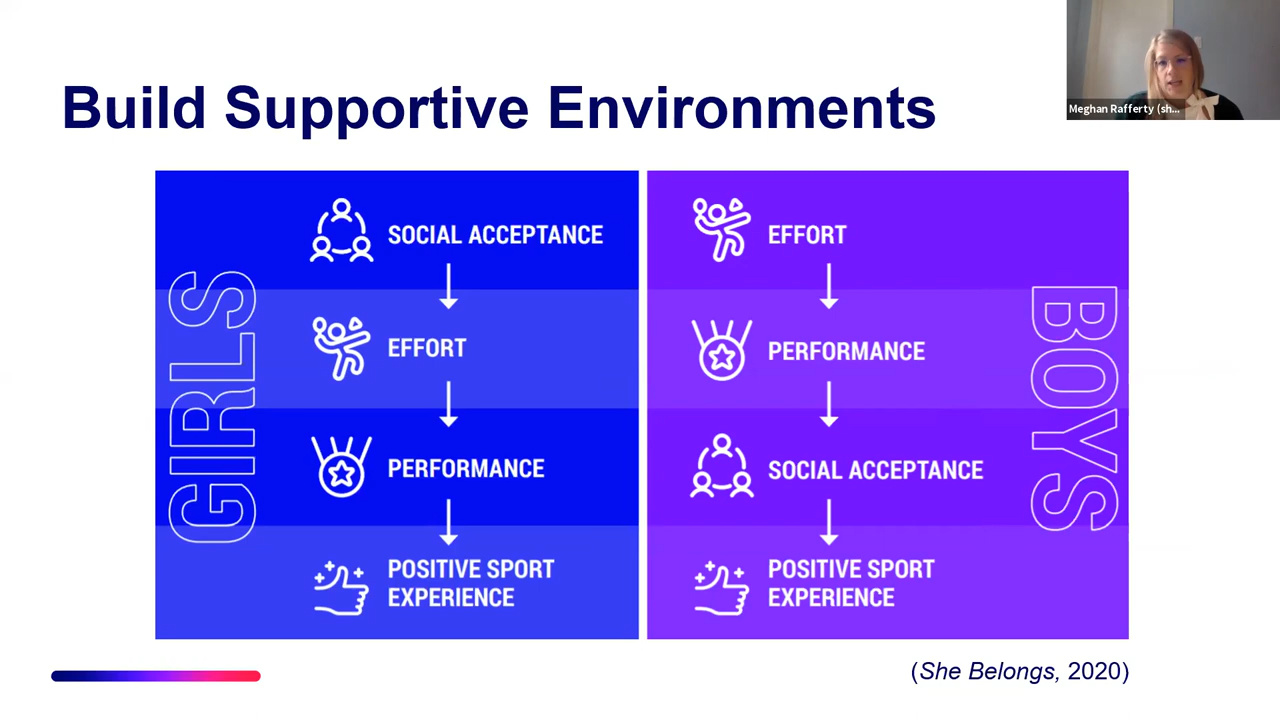 Build Supportive Environments
Meghan Rafferty (sh...
GIRLS
SOCIAL ACCEPTANCE
EFFORT
PERFORMANCE
POSITIVE SPORT
EXPERIENCE
BOYS
EFFORT
PERFORMANCE
SOCIAL ACCEPTANCE
POSITIVE SPORT
EXPERIENCE
(She Belongs, 2020)